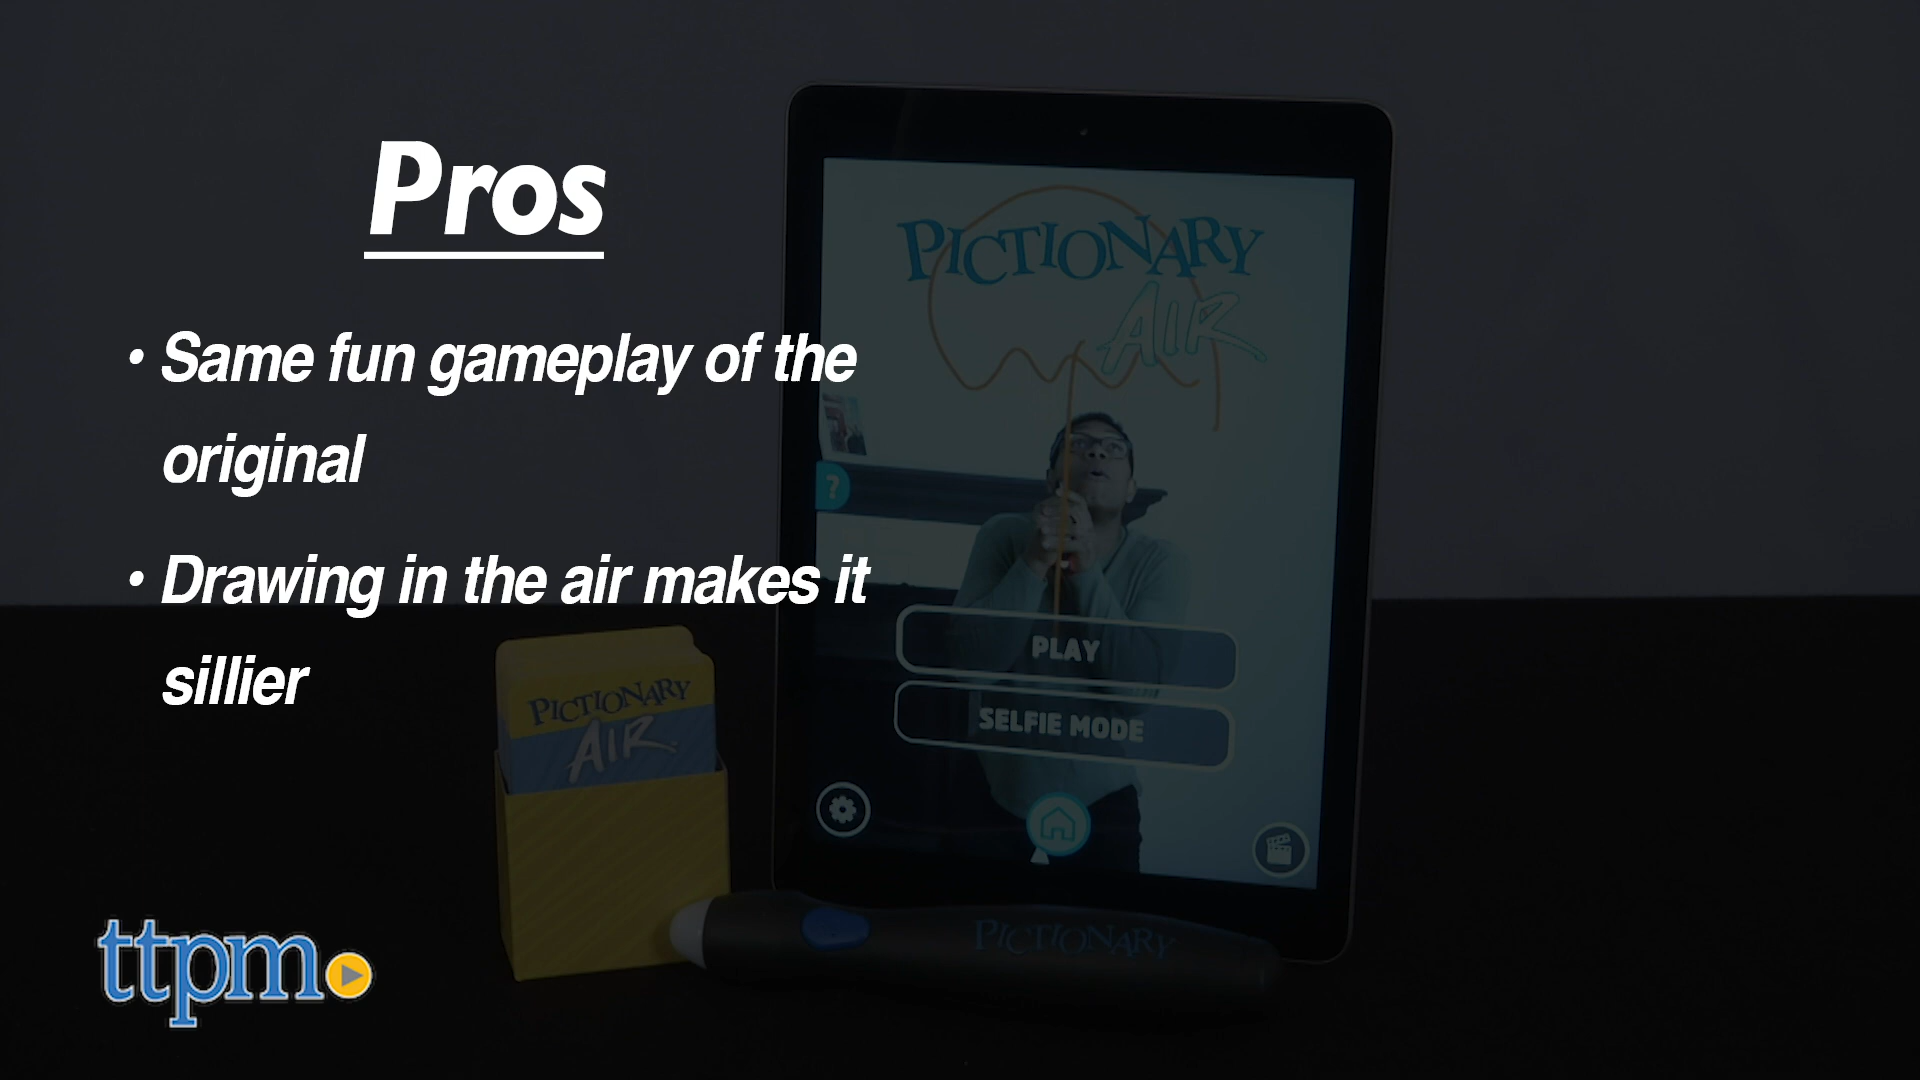 Pros
• Same fun gameplay of the
original
• Drawing in the air makes it
sillier
PICTIONARY
AIR
?
PLAY
SELFIE MODE
PICTIONARY
AIR
PICTIONARY
ttpm